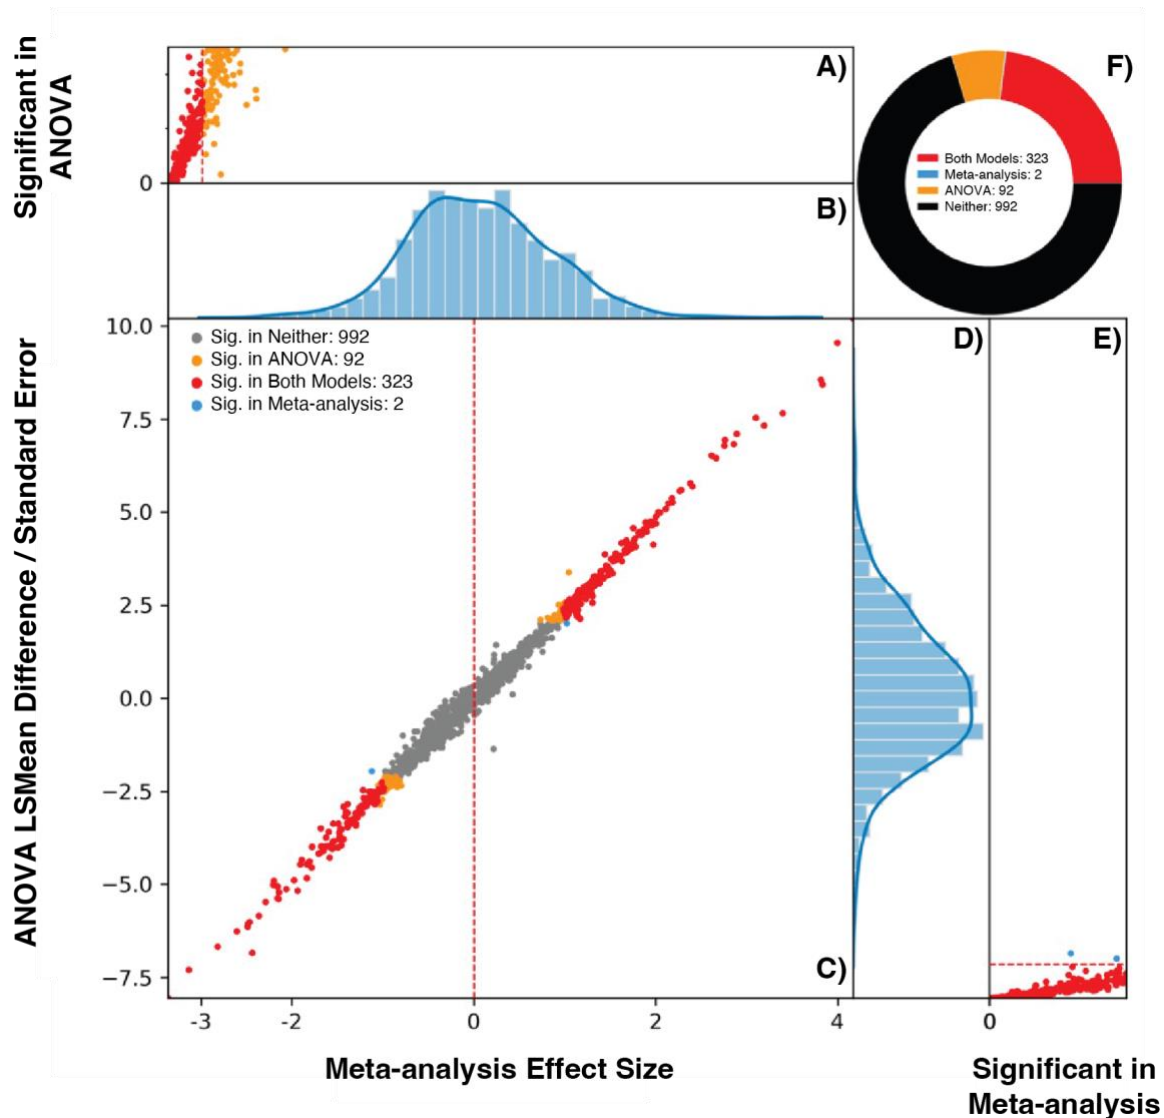 Significant in
ANOVA
A)
0
B)
F)
Both Models: 323
Meta-analysis: 2
ANOVA: 92
Neither: 992
ANOVA LSMean Difference / Standard Error
10.0
7.5
5.0
2.5
0.0
−2.5
−5.0
−7.5
Sig. in Neither: 992
Sig. in ANOVA: 92
Sig. in Both Models: 323
Sig. in Meta-analysis: 2
C)
D)
E)
-3
-2
0
2
4
0
Meta-analysis Effect Size
Significant in
Meta-analysis